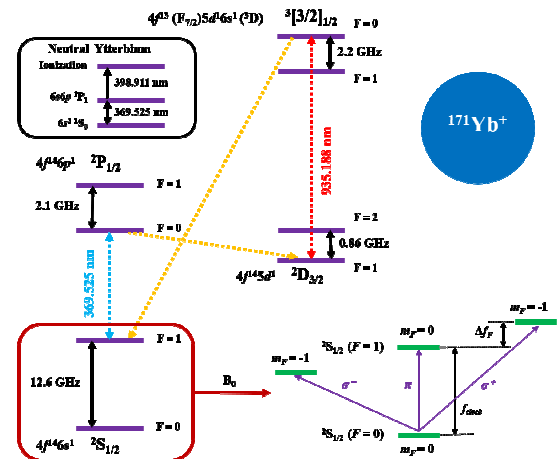 4f¹³ (F₇/₂)5d¹6s¹ (³D)
³[3/2]₁/₂
F = 0
2.2 GHz
F = 1
935.188 nm
Neutral Ytterbium
Ionization
398.911 nm
6s6p ¹P₁
369.525 nm
6s² ¹S₀
¹⁷¹Yb⁺
4f¹⁴6p¹
²P₁/₂
F = 1
2.1 GHz
F = 0
369.525 nm
F = 2
0.86 GHz
F = 1
4f¹⁴5d¹
²D₃/₂
F = 1
12.6 GHz
F = 0
4f¹⁴6s¹
²S₁/₂
B₀
m_F = -1
Δf_F
m_F = 0
²S₁/₂ (F = 1)
m_F = -1
σ⁻
π
σ⁺
f_clock
²S₁/₂ (F = 0)
m_F = 0